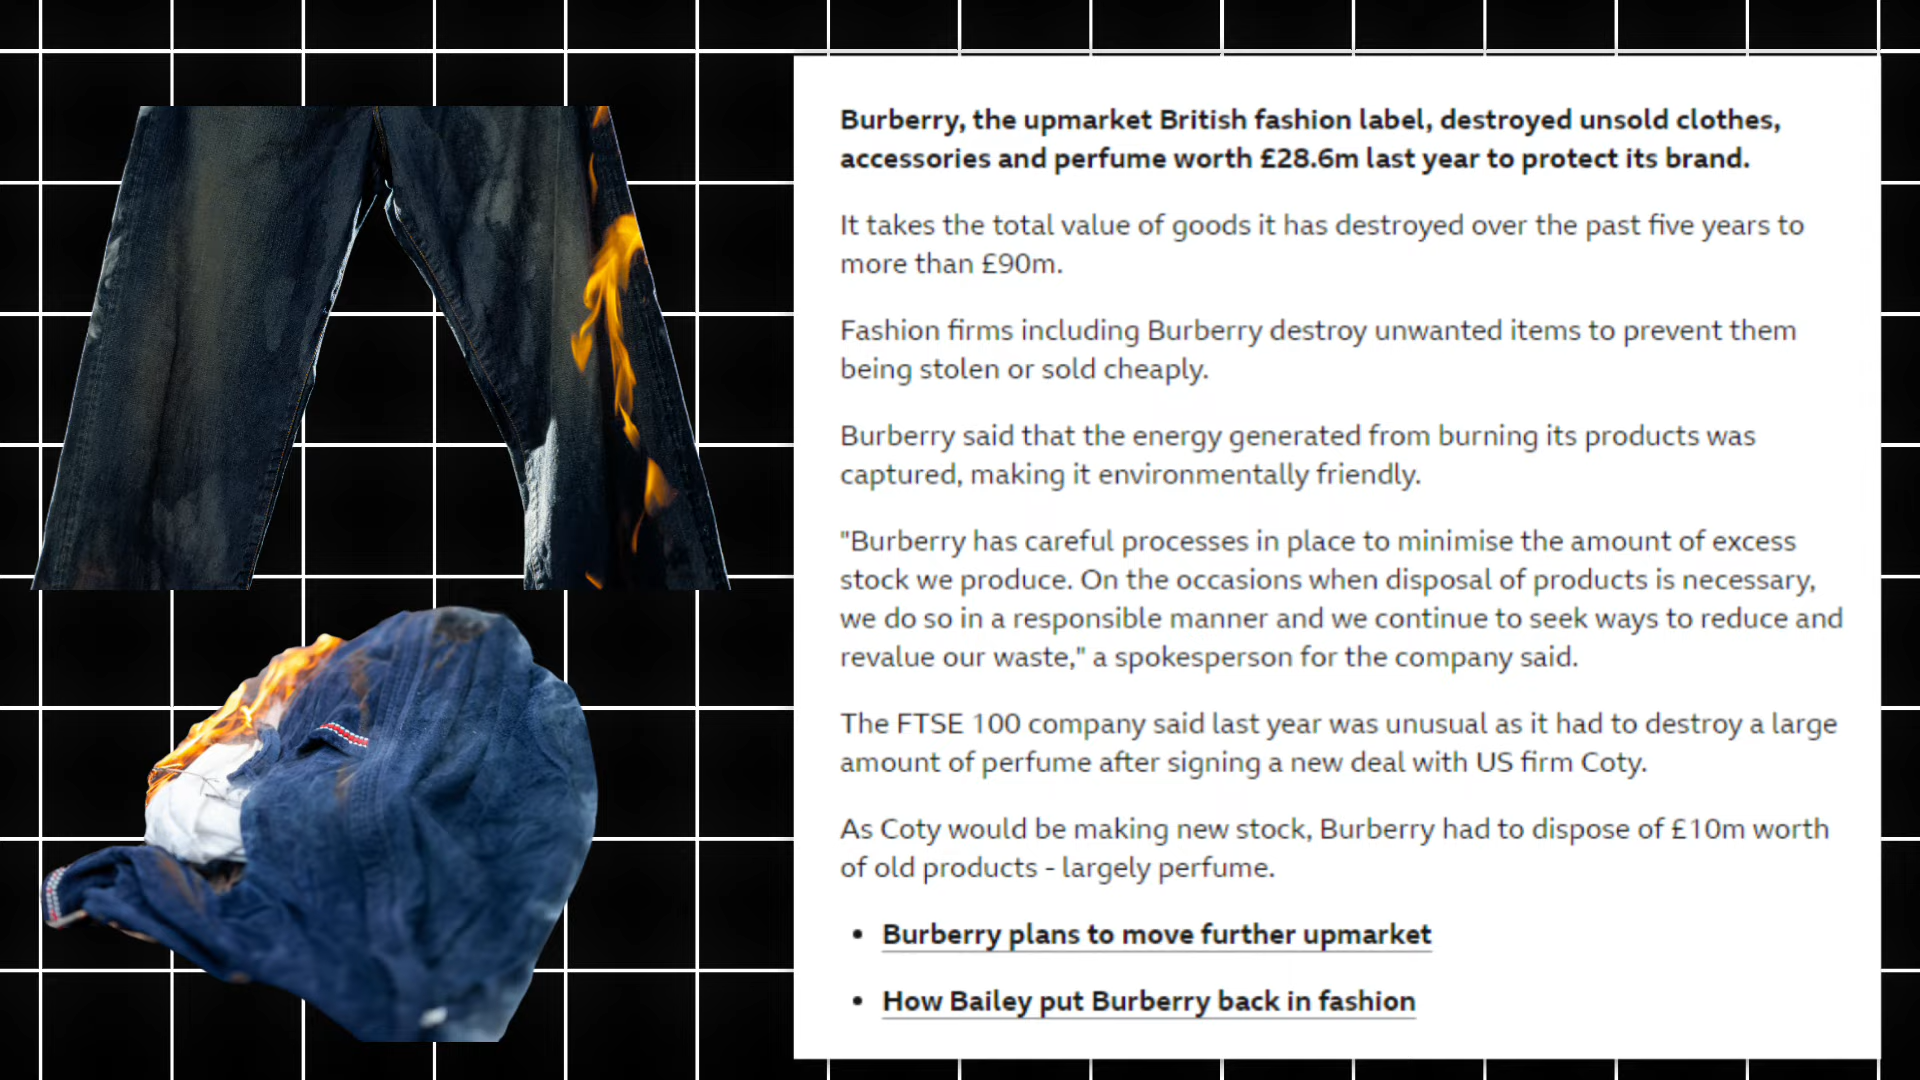 Burberry, the upmarket British fashion label, destroyed unsold clothes,
accessories and perfume worth £28.6m last year to protect its brand.
It takes the total value of goods it has destroyed over the past five years to
more than £90m.
Fashion firms including Burberry destroy unwanted items to prevent them
being stolen or sold cheaply.
Burberry said that the energy generated from burning its products was
captured, making it environmentally friendly.
"Burberry has careful processes in place to minimise the amount of excess
stock we produce. On the occasions when disposal of products is necessary,
we do so in a responsible manner and we continue to seek ways to reduce and
revalue our waste," a spokesperson for the company said.
The FTSE 100 company said last year was unusual as it had to destroy a large
amount of perfume after signing a new deal with US firm Coty.
As Coty would be making new stock, Burberry had to dispose of £10m worth
of old products - largely perfume.
• Burberry plans to move further upmarket
• How Bailey put Burberry back in fashion